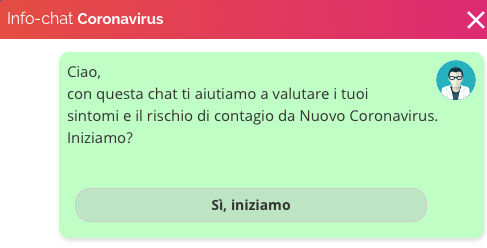 Info-chat Coronavirus
Ciao,
con questa chat ti aiutiamo a valutare i tuoi
sintomi e il rischio di contagio da Nuovo Coronavirus.
Iniziamo?
Sì, iniziamo